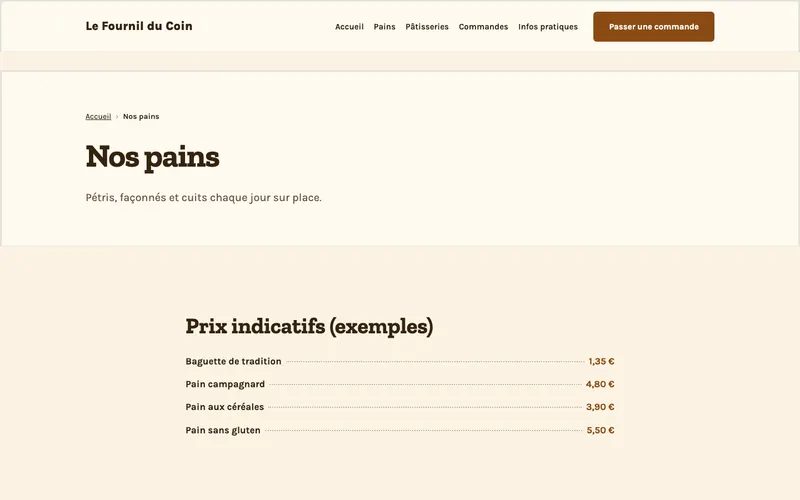 Le Fournil du Coin Accueil Pains Pâtisseries Commandes Infos pratiques Passer une commande
Accueil › Nos pains
Nos pains
Pétris, façonnés et cuits chaque jour sur place.
Prix indicatifs (exemples)
Baguette de tradition 1,35 €
Pain campagnard 4,80 €
Pain aux céréales 3,90 €
Pain sans gluten 5,50 €